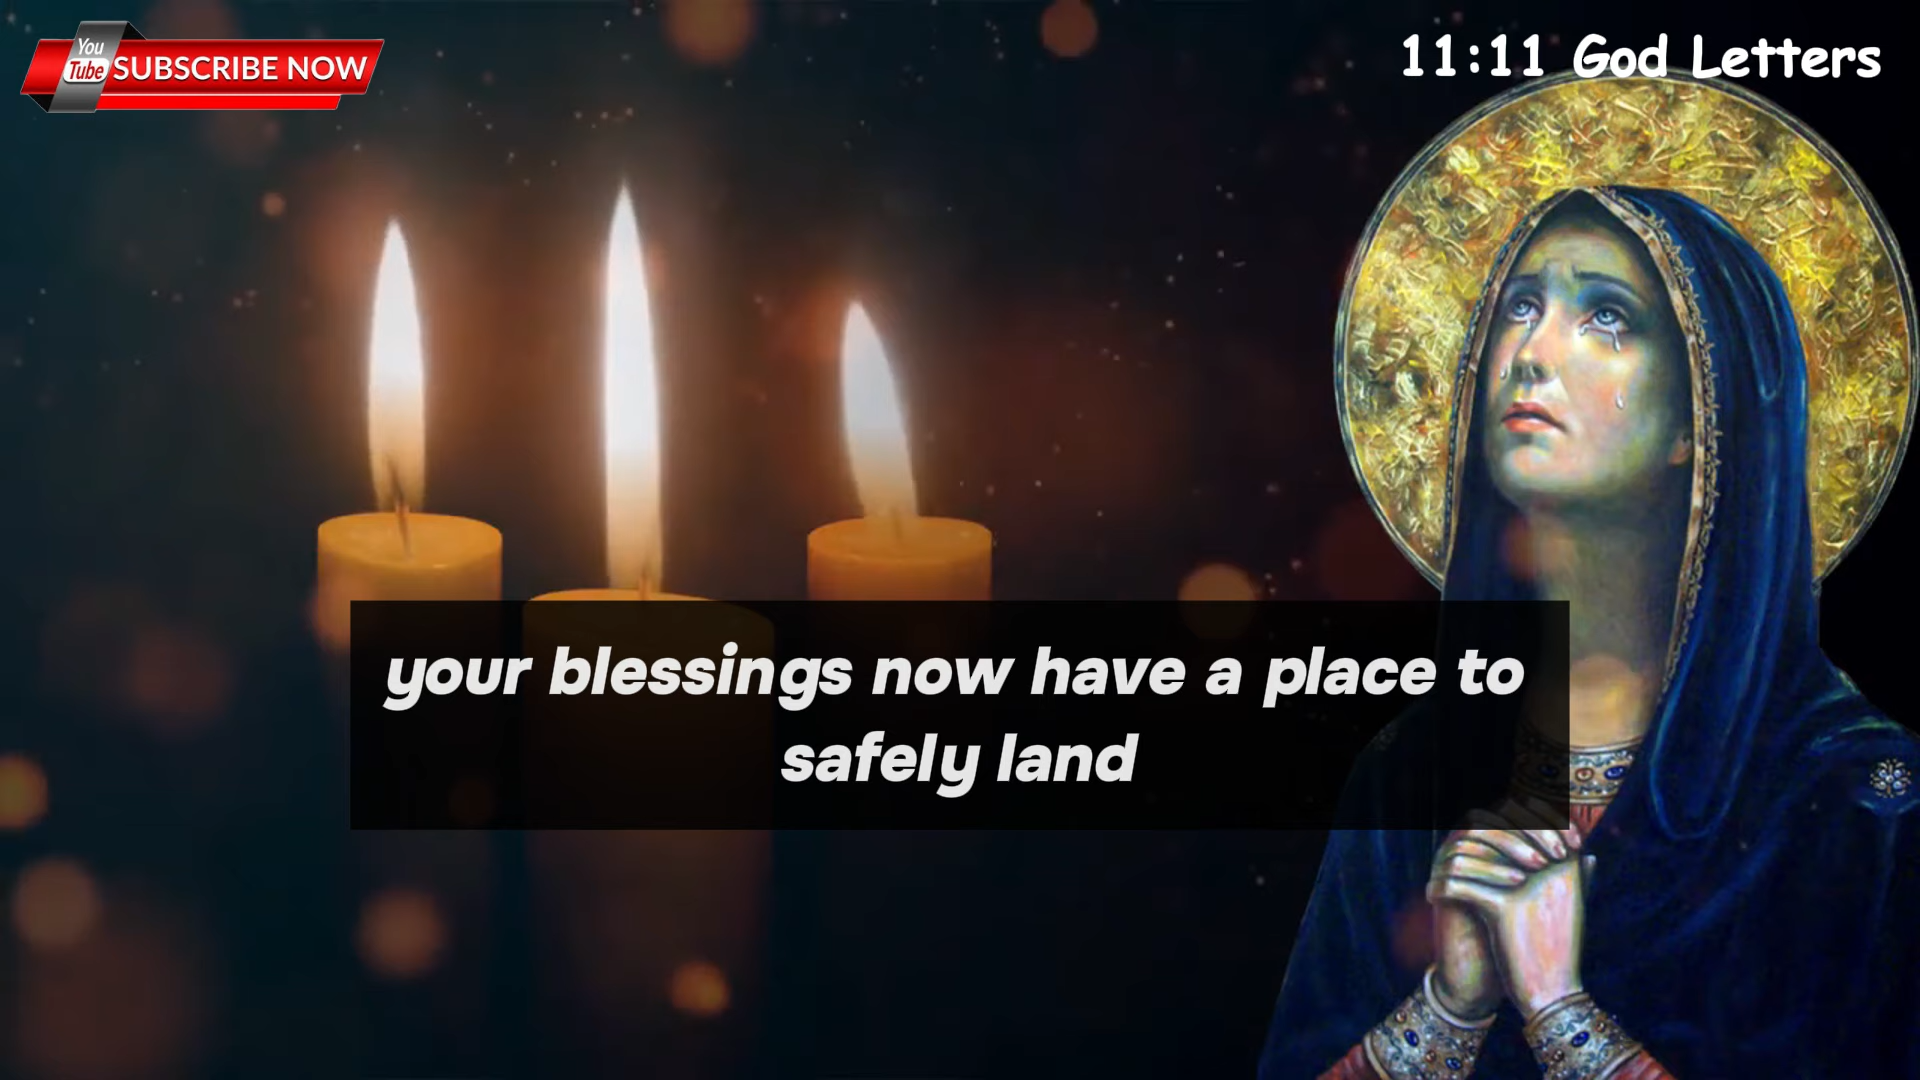 You
Tube
SUBSCRIBE NOW
11:11 God Letters
your blessings now have a place to
safely land